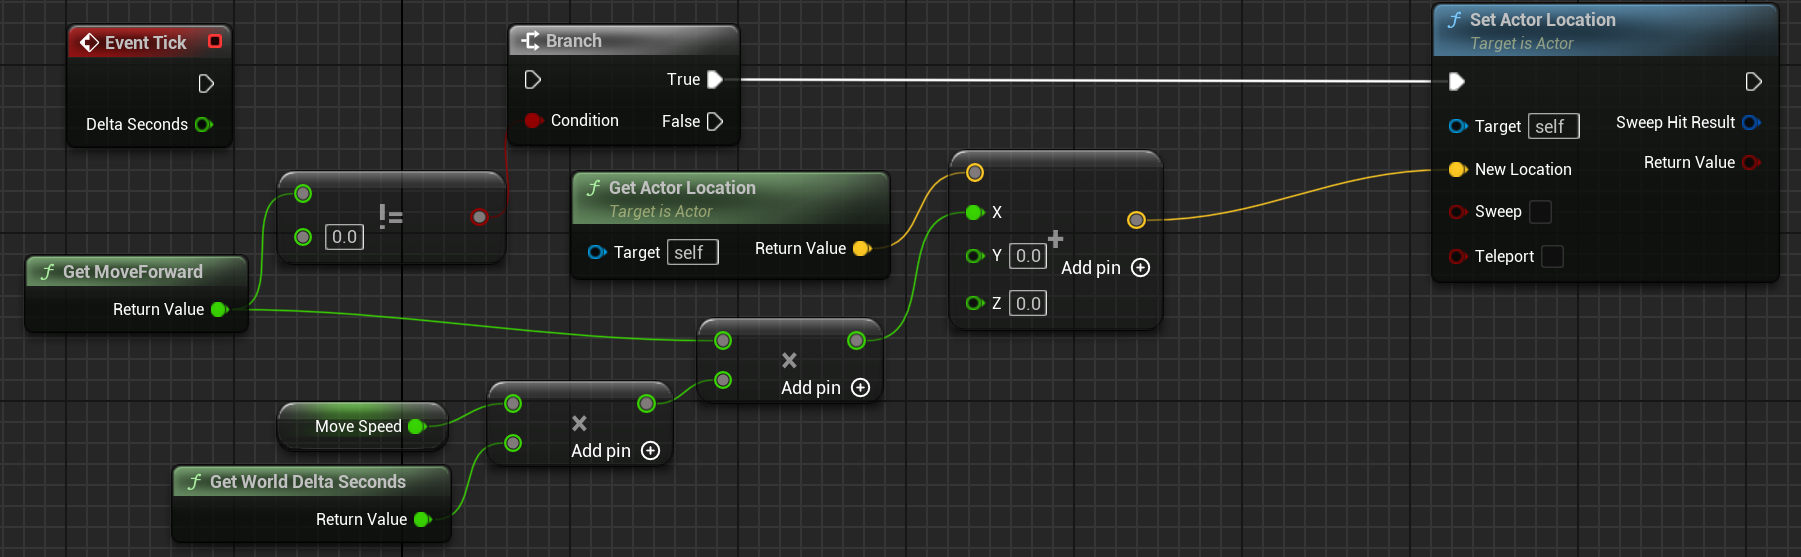 Event Tick
Delta Seconds
Branch
True
Condition
False
Set Actor Location
Target is Actor
Target
self
Sweep Hit Result
New Location
Return Value
Sweep
Teleport
!=
0.0
Get MoveForward
Return Value
f Get Actor Location
Target is Actor
Target
self
Return Value
X
Y
0.0
+
Add pin
Z
0.0
×
Add pin
Move Speed
×
Add pin
Get World Delta Seconds
Return Value